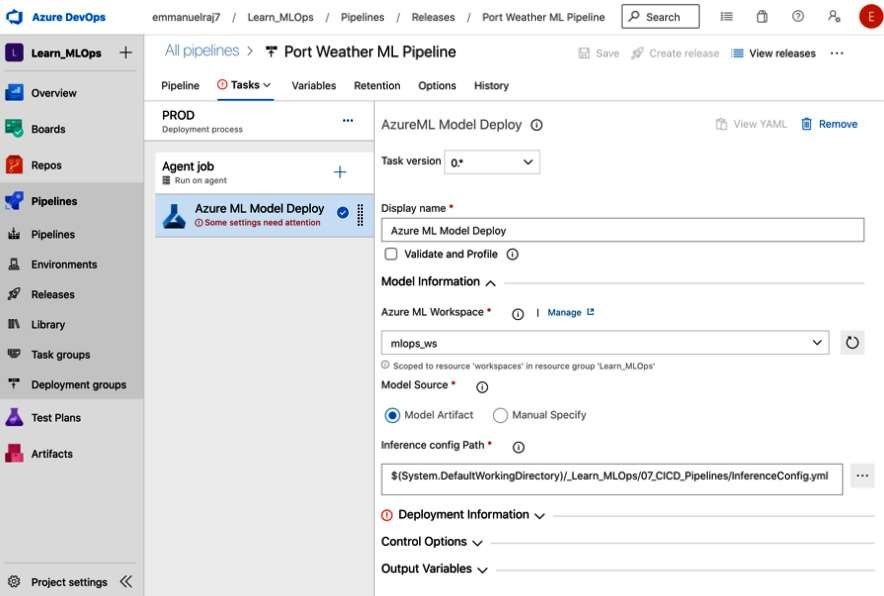 Azure DevOps
emmanuelraj7 / Learn_MLOps / Pipelines / Releases / Port Weather ML Pipeline
Search
E
L
Learn_MLOps
Overview
Boards
Repos
Pipelines
Pipelines
Environments
Releases
Library
Task groups
Deployment groups
Test Plans
Artifacts
Project settings
All pipelines > Port Weather ML Pipeline
Save
Create release
View releases
...
Pipeline
Tasks
Variables
Retention
Options
History
PROD
Deployment process
...
Agent job
Run on agent
Azure ML Model Deploy
Some settings need attention
AzureML Model Deploy
View YAML
Remove
Task version 0.*
Display name *
Azure ML Model Deploy
Validate and Profile
Model Information
Azure ML Workspace * | Manage
mlops_ws
Scoped to resource 'workspaces' in resource group 'Learn_MLOps'
Model Source *
Model Artifact
Manual Specify
Inference config Path *
$(System.DefaultWorkingDirectory)/_Learn_MLOps/07_CICD_Pipelines/InferenceConfig.yml
...
Deployment Information
Control Options
Output Variables